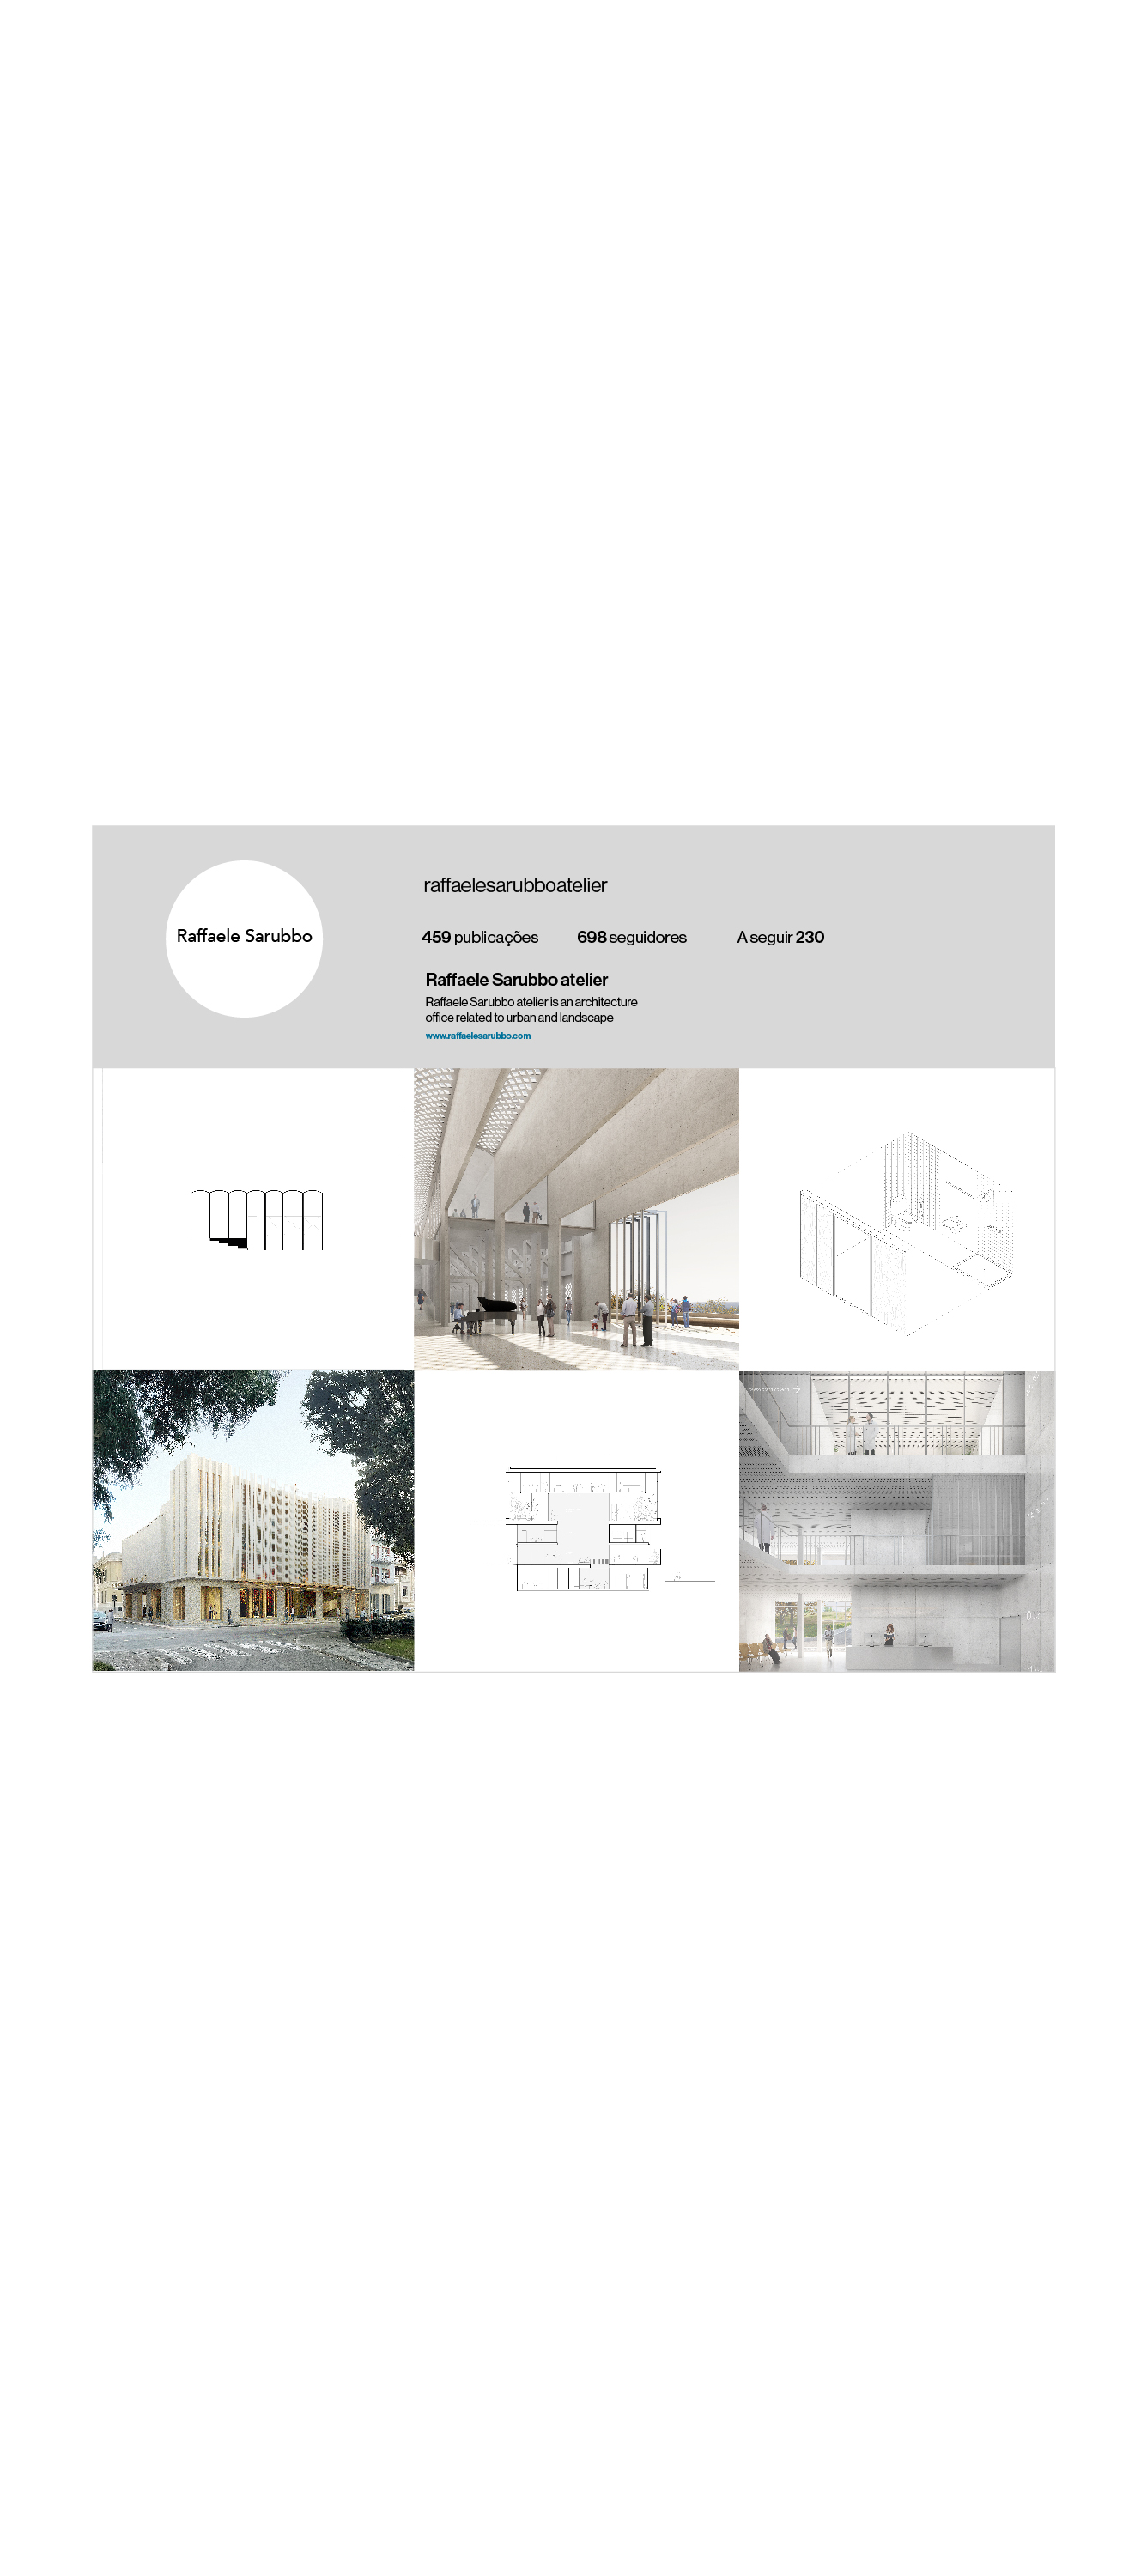 Raffaele Sarubbo
raffaelesarubboatelier
459 publicações 698 seguidores A seguir 230
Raffaele Sarubbo atelier
Raffaele Sarubbo atelier is an architecture
office related to urban and landscape
www.raffaelesarubbo.com